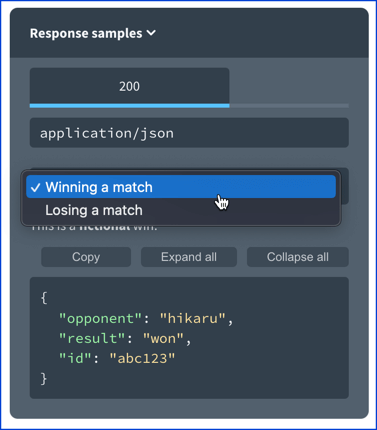 Response samples
200
application/json
✓ Winning a match
Losing a match
This is a fictional win.
Copy Expand all Collapse all
{
"opponent": "hikaru",
"result": "won",
"id": "abc123"
}